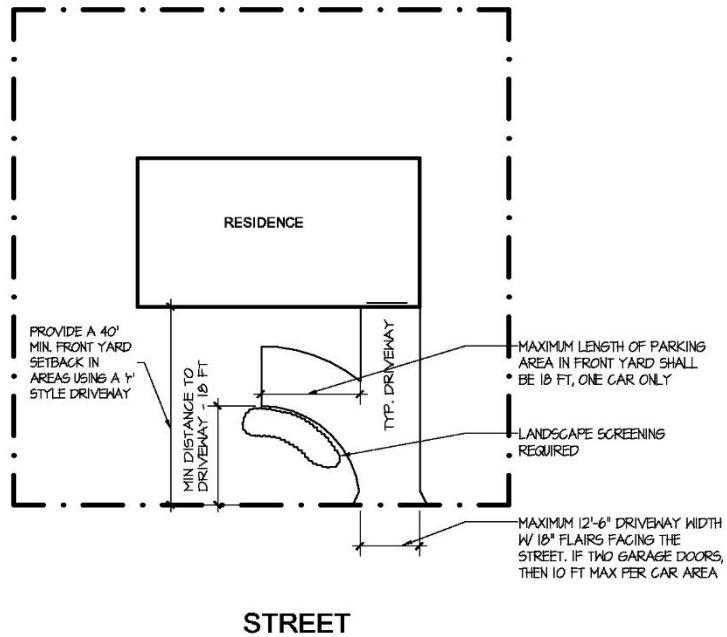 RESIDENCE
PROVIDE A 40'
MIN. FRONT YARD
SETBACK IN
AREAS USING A 'Y'
STYLE DRIVEWAY
MIN DISTANCE TO
DRIVEWAY - 18 FT
TYP. DRIVEWAY
MAXIMUM LENGTH OF PARKING
AREA IN FRONT YARD SHALL
BE 18 FT, ONE CAR ONLY
LANDSCAPE SCREENING
REQUIRED
MAXIMUM 12'-6" DRIVEWAY WIDTH
W/ 18" FLAIRS FACING THE
STREET. IF TWO GARAGE DOORS,
THEN 10 FT MAX PER CAR AREA
STREET